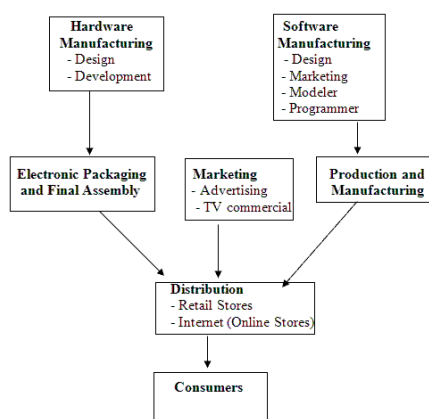 Hardware
Manufacturing
- Design
- Development
Software
Manufacturing
- Design
- Marketing
- Modeler
- Programmer
Electronic Packaging
and Final Assembly
Marketing
- Advertising
- TV commercial
Production and
Manufacturing
Distribution
- Retail Stores
- Internet (Online Stores)
Consumers